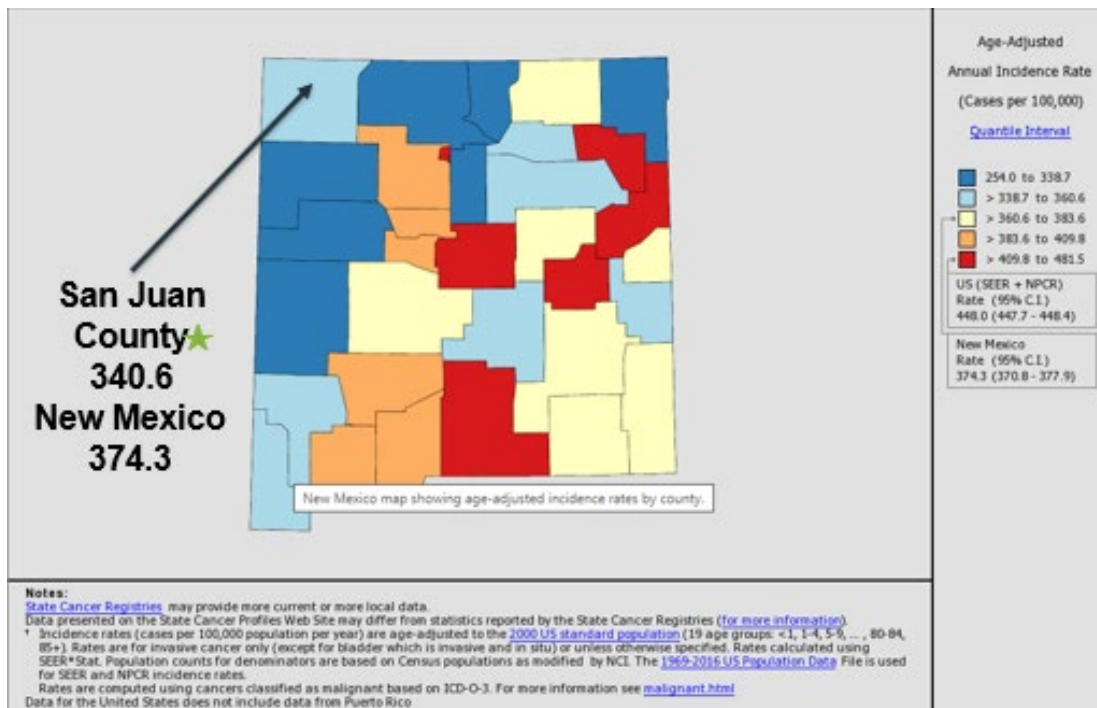 San Juan
County
340.6
New Mexico
374.3
New Mexico map showing age-adjusted incidence rates by county.
Age-Adjusted
Annual Incidence Rate
(Cases per 100,000)
Quantile Interval
254.0 to 338.7
> 338.7 to 360.6
> 360.6 to 383.6
> 383.6 to 409.8
> 409.8 to 481.5
US (SEER + NPCR)
Rate (95% C.I.)
448.0 (447.7 - 448.4)
New Mexico
Rate (95% C.I.)
374.3 (370.8 - 377.9)
Notes:
State Cancer Registries may provide more current or more local data.
Data presented on the State Cancer Profiles Web Site may differ from statistics reported by the State Cancer Registries (for more information).
† Incidence rates (cases per 100,000 population per year) are age-adjusted to the 2000 US standard population (19 age groups: <1, 1-4, 5-9, ... , 80-84,
85+). Rates are for invasive cancer only (except for bladder which is invasive and in situ) or unless otherwise specified. Rates calculated using
SEER*Stat. Population counts for denominators are based on Census populations as modified by NCI. The 1969-2016 US Population Data File is used
for SEER and NPCR incidence rates.
Rates are computed using cancers classified as malignant based on ICD-O-3. For more information see malignant.html
Data for the United States does not include data from Puerto Rico